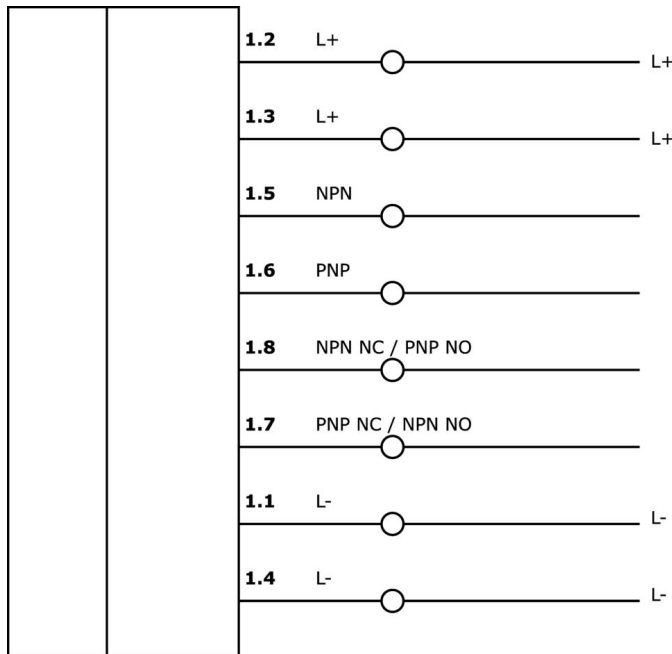 1.2 L+ L+
1.3 L+ L+
1.5 NPN
1.6 PNP
1.8 NPN NC / PNP NO
1.7 PNP NC / NPN NO
1.1 L- L-
1.4 L- L-